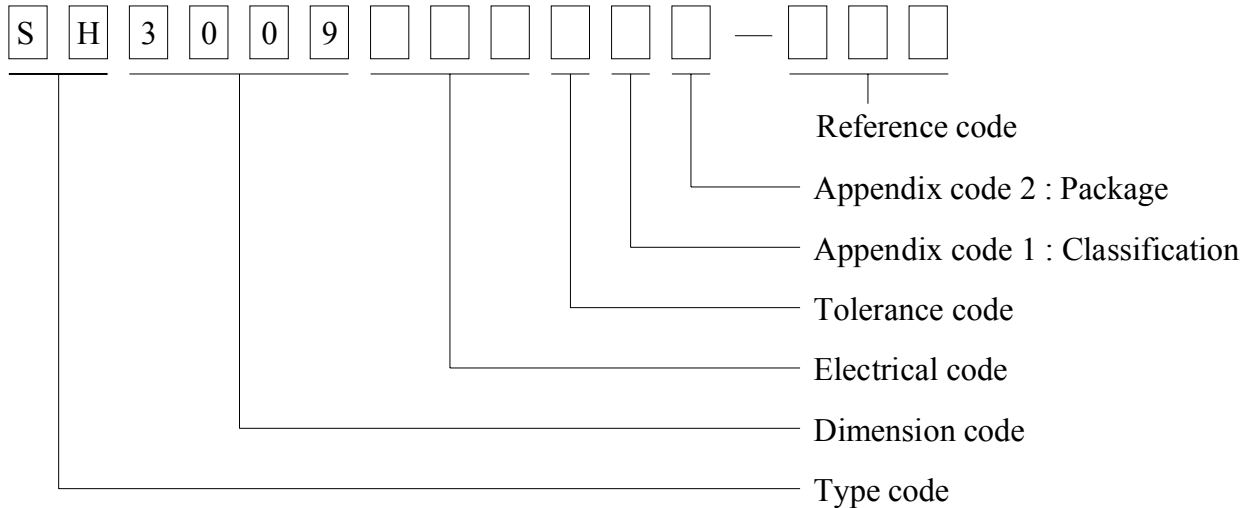 S H 3 0 0 9 —
Reference code
Appendix code 2 : Package
Appendix code 1 : Classification
Tolerance code
Electrical code
Dimension code
Type code